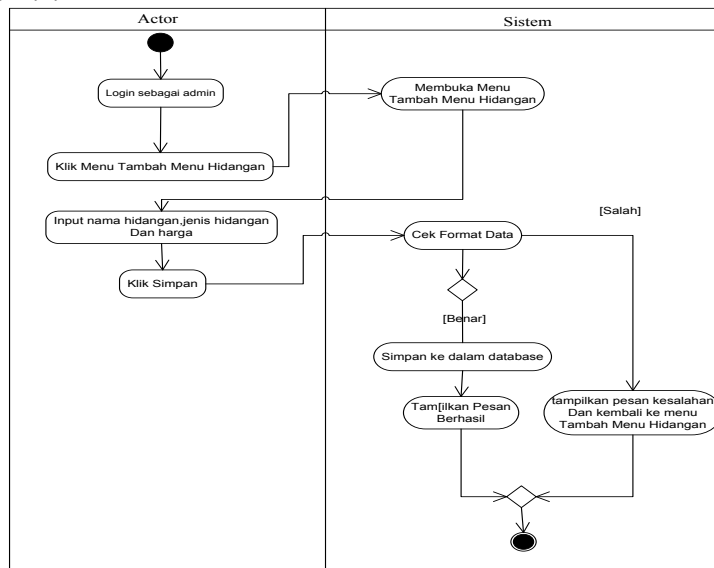 Actor
Sistem
Login sebagai admin
Membuka Menu
Tambah Menu Hidangan
Klik Menu Tambah Menu Hidangan
Input nama hidangan,jenis hidangan
Dan harga
[Salah]
Cek Format Data
Klik Simpan
[Benar]
Simpan ke dalam database
Tam[ilkan Pesan
Berhasil
tampilkan pesan kesalahan
Dan kembali ke menu
Tambah Menu Hidangan